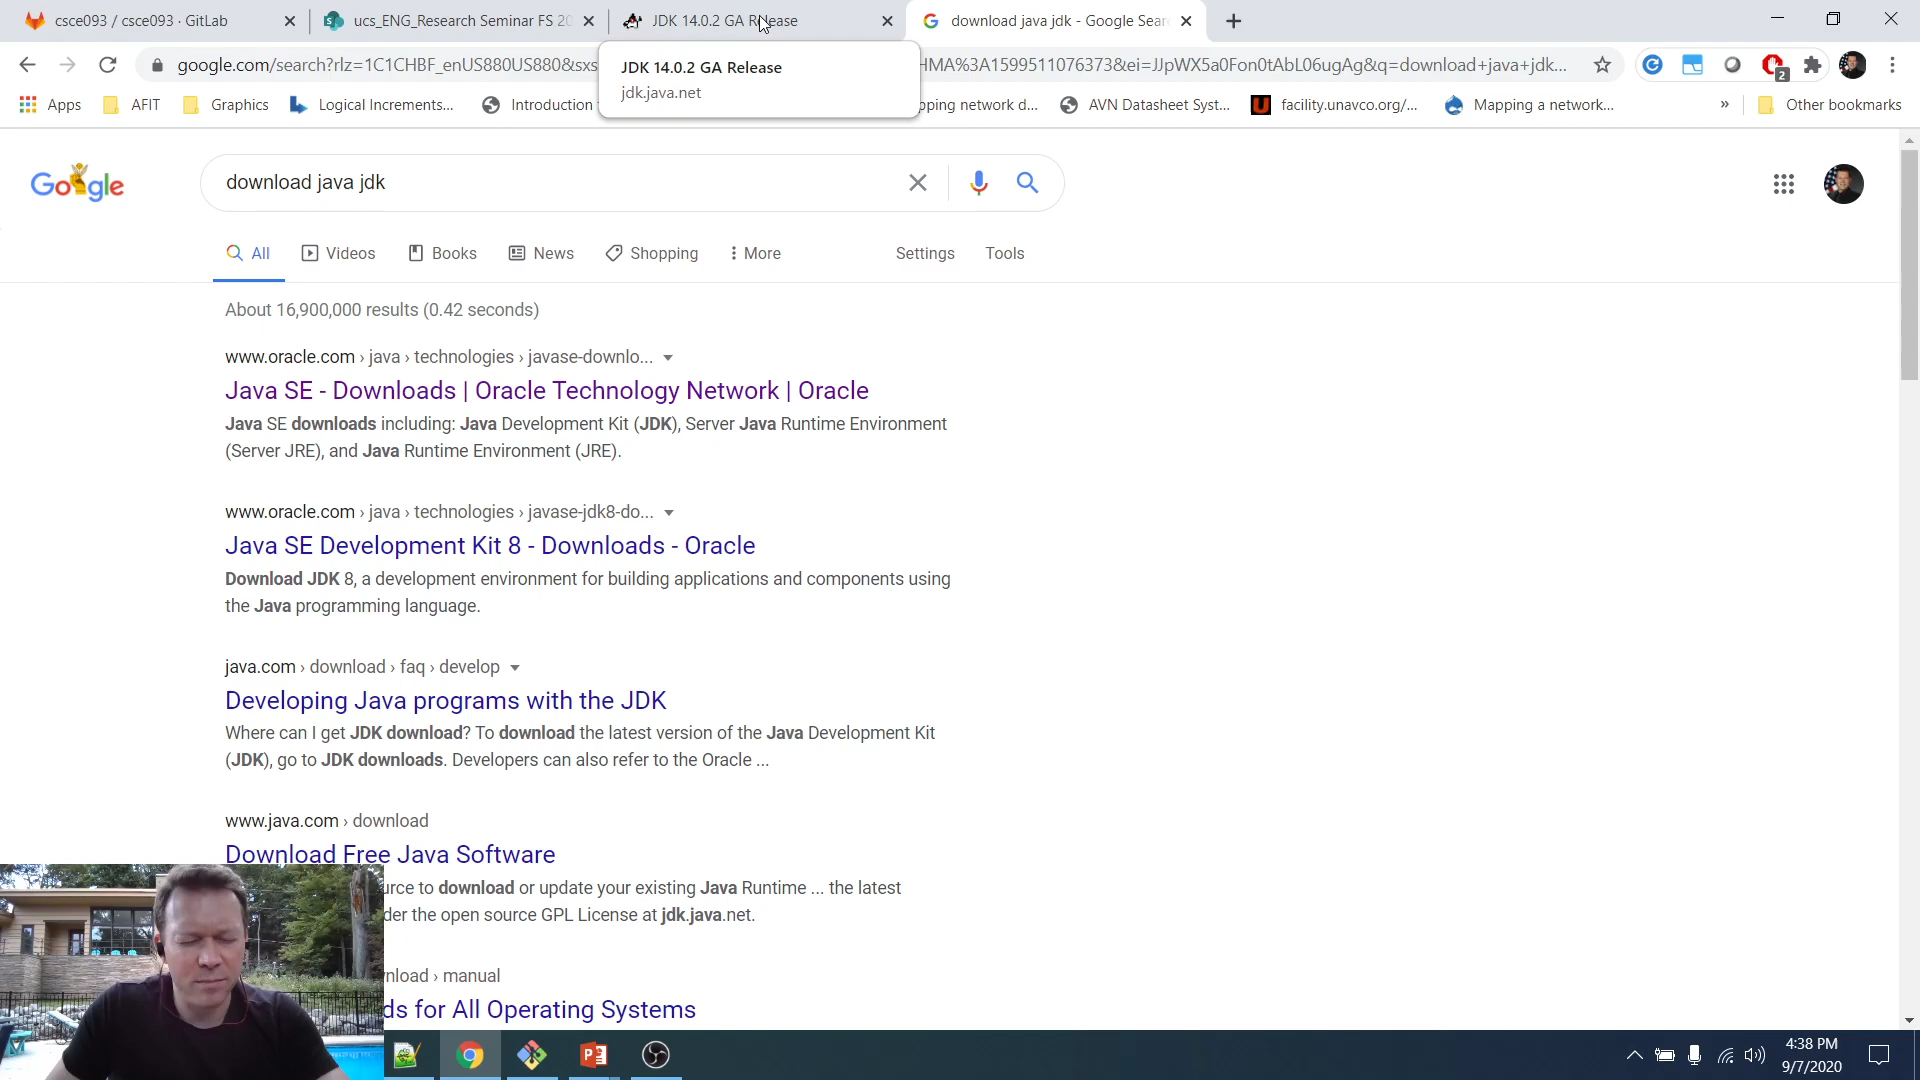 csce093 / csce093 · GitLab
ucs_ENG_Research Seminar FS 20
JDK 14.0.2 GA Release
download java jdk - Google Sear
google.com/search?rlz=1C1CHBF_enUS880US880&sxs
HMA%3A1599511076373&ei=JJpWX5a0Fon0tAbL06ugAg&q=download+java+jdk...
2
JDK 14.0.2 GA Release
jdk.java.net
Apps
AFIT
Graphics
Logical Increments...
Introduction
pping network d...
AVN Datasheet Syst...
facility.unavco.org/...
Mapping a network...
»
Other bookmarks
Google
download java jdk
All
Videos
Books
News
Shopping
More
Settings
Tools
About 16,900,000 results (0.42 seconds)
www.oracle.com › java › technologies › javase-downlo...
Java SE - Downloads | Oracle Technology Network | Oracle
Java SE downloads including: Java Development Kit (JDK), Server Java Runtime Environment
(Server JRE), and Java Runtime Environment (JRE).
www.oracle.com › java › technologies › javase-jdk8-do...
Java SE Development Kit 8 - Downloads - Oracle
Download JDK 8, a development environment for building applications and components using
the Java programming language.
java.com › download › faq › develop
Developing Java programs with the JDK
Where can I get JDK download? To download the latest version of the Java Development Kit
(JDK), go to JDK downloads. Developers can also refer to the Oracle ...
www.java.com › download
Download Free Java Software
urce to download or update your existing Java Runtime ... the latest
der the open source GPL License at jdk.java.net.
nload › manual
ds for All Operating Systems
4:38 PM
9/7/2020